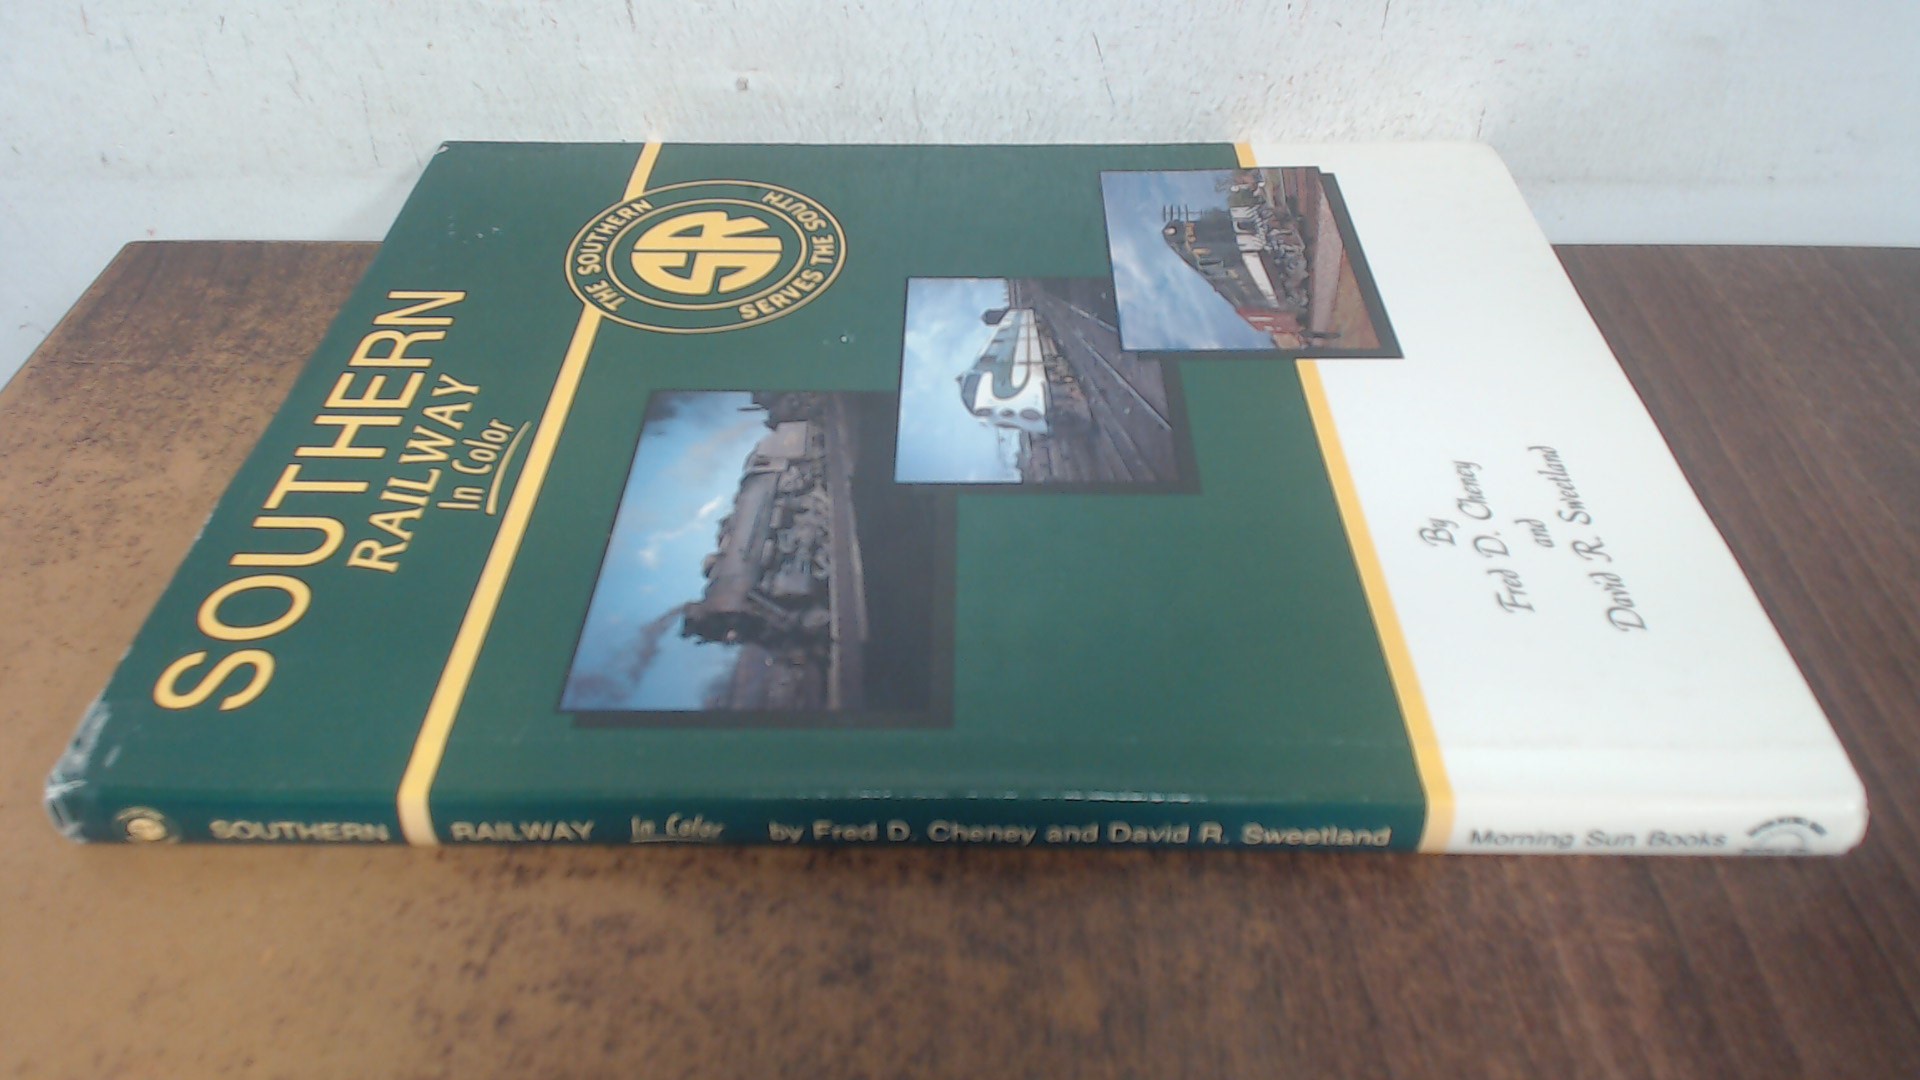 SOUTHERN
RAILWAY
In Color
THE SOUTHERN
SERVES THE SOUTH
SR
By
Fred D. Cheney
and
David R. Sweetland
SOUTHERN RAILWAY In Color by Fred D. Cheney and David R. Sweetland Morning Sun Books